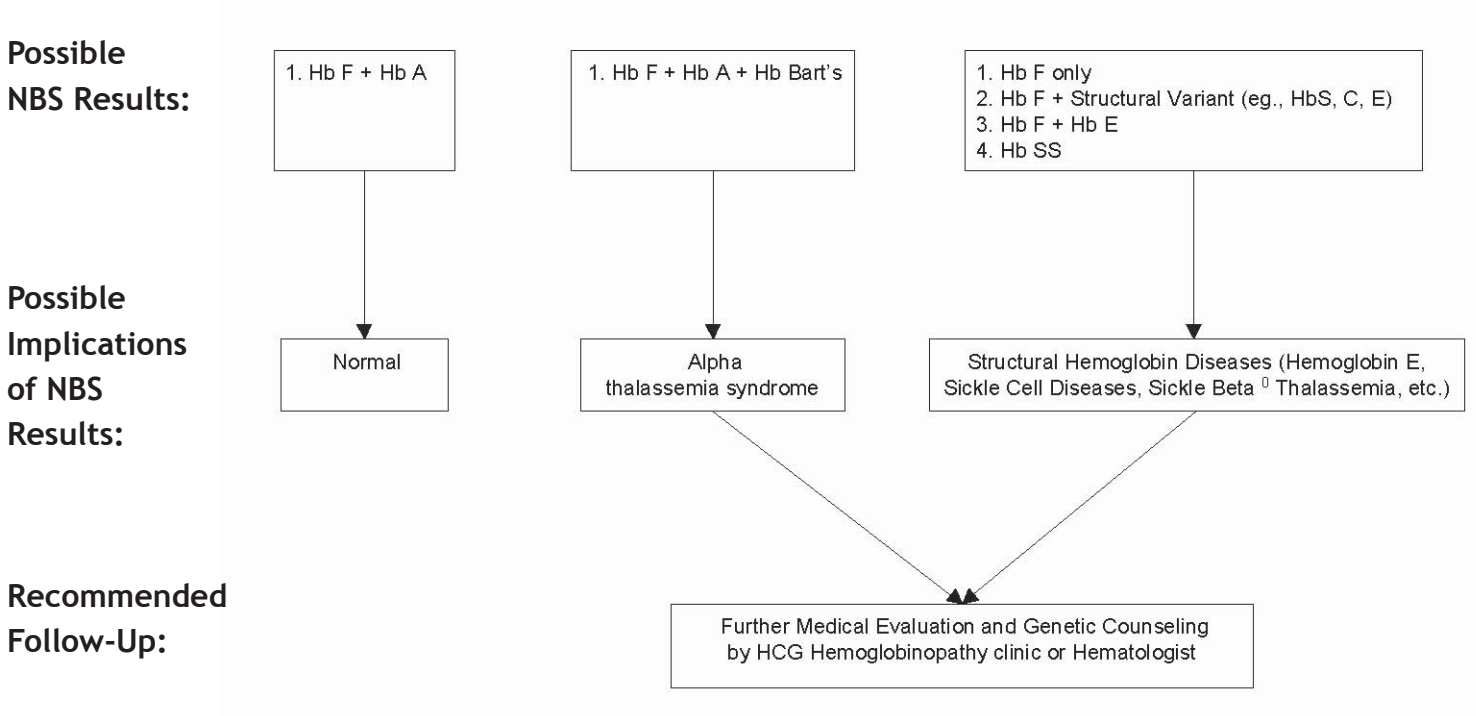 Possible
NBS Results:
1. Hb F + Hb A
1. Hb F + Hb A + Hb Bart's
1. Hb F only
2. Hb F + Structural Variant (eg., HbS, C, E)
3. Hb F + Hb E
4. Hb SS
Possible
Implications
of NBS
Results:
Normal
Alpha
thalassemia syndrome
Structural Hemoglobin Diseases (Hemoglobin E,
Sickle Cell Diseases, Sickle Beta ▯ Thalassemia, etc.)
Recommended
Follow-Up:
Further Medical Evaluation and Genetic Counseling
by HCG Hemoglobinopathy clinic or Hematologist